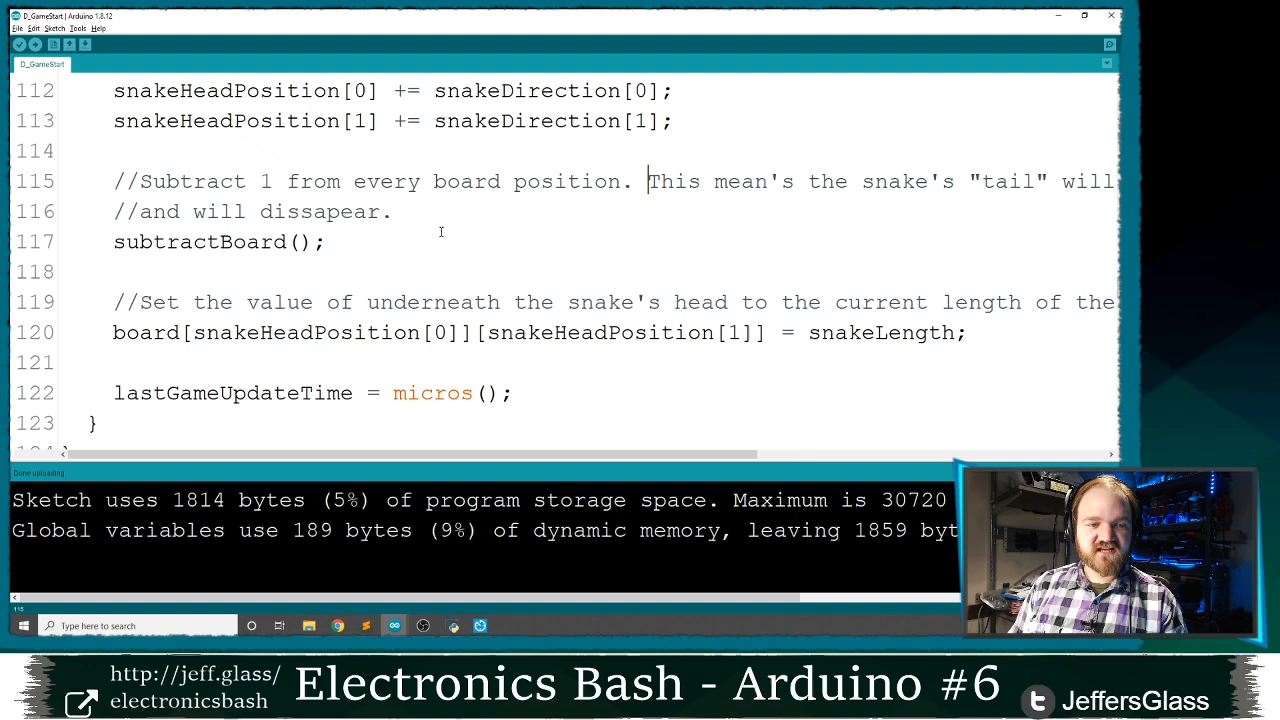 D_GameStart | Arduino 1.8.12
File Edit Sketch Tools Help
D_GameStart
112 snakeHeadPosition[0] += snakeDirection[0];
113 snakeHeadPosition[1] += snakeDirection[1];
114
115 //Subtract 1 from every board position. This mean's the snake's "tail" will
116 //and will dissapear.
117 subtractBoard();
118
119 //Set the value of underneath the snake's head to the current length of the
120 board[snakeHeadPosition[0]][snakeHeadPosition[1]] = snakeLength;
121
122 lastGameUpdateTime = micros();
123 }
Done uploading
Sketch uses 1814 bytes (5%) of program storage space. Maximum is 30720
Global variables use 189 bytes (9%) of dynamic memory, leaving 1859 byt
115
Type here to search
http://jeff.glass/
electronicsbash
Electronics Bash - Arduino #6
JeffersGlass